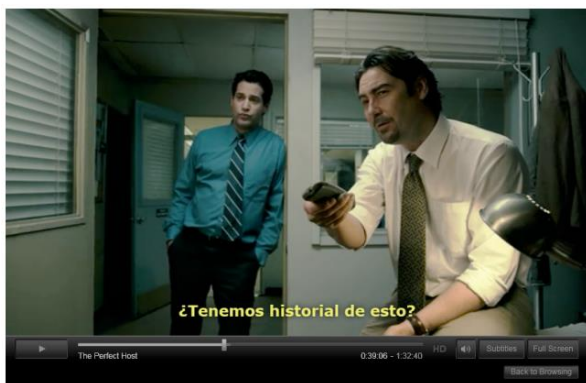 ¿Tenemos historial de esto?
The Perfect Host
0:39:06 - 1:32:40
HD
Subtitles
Full Screen
Back to Browsing